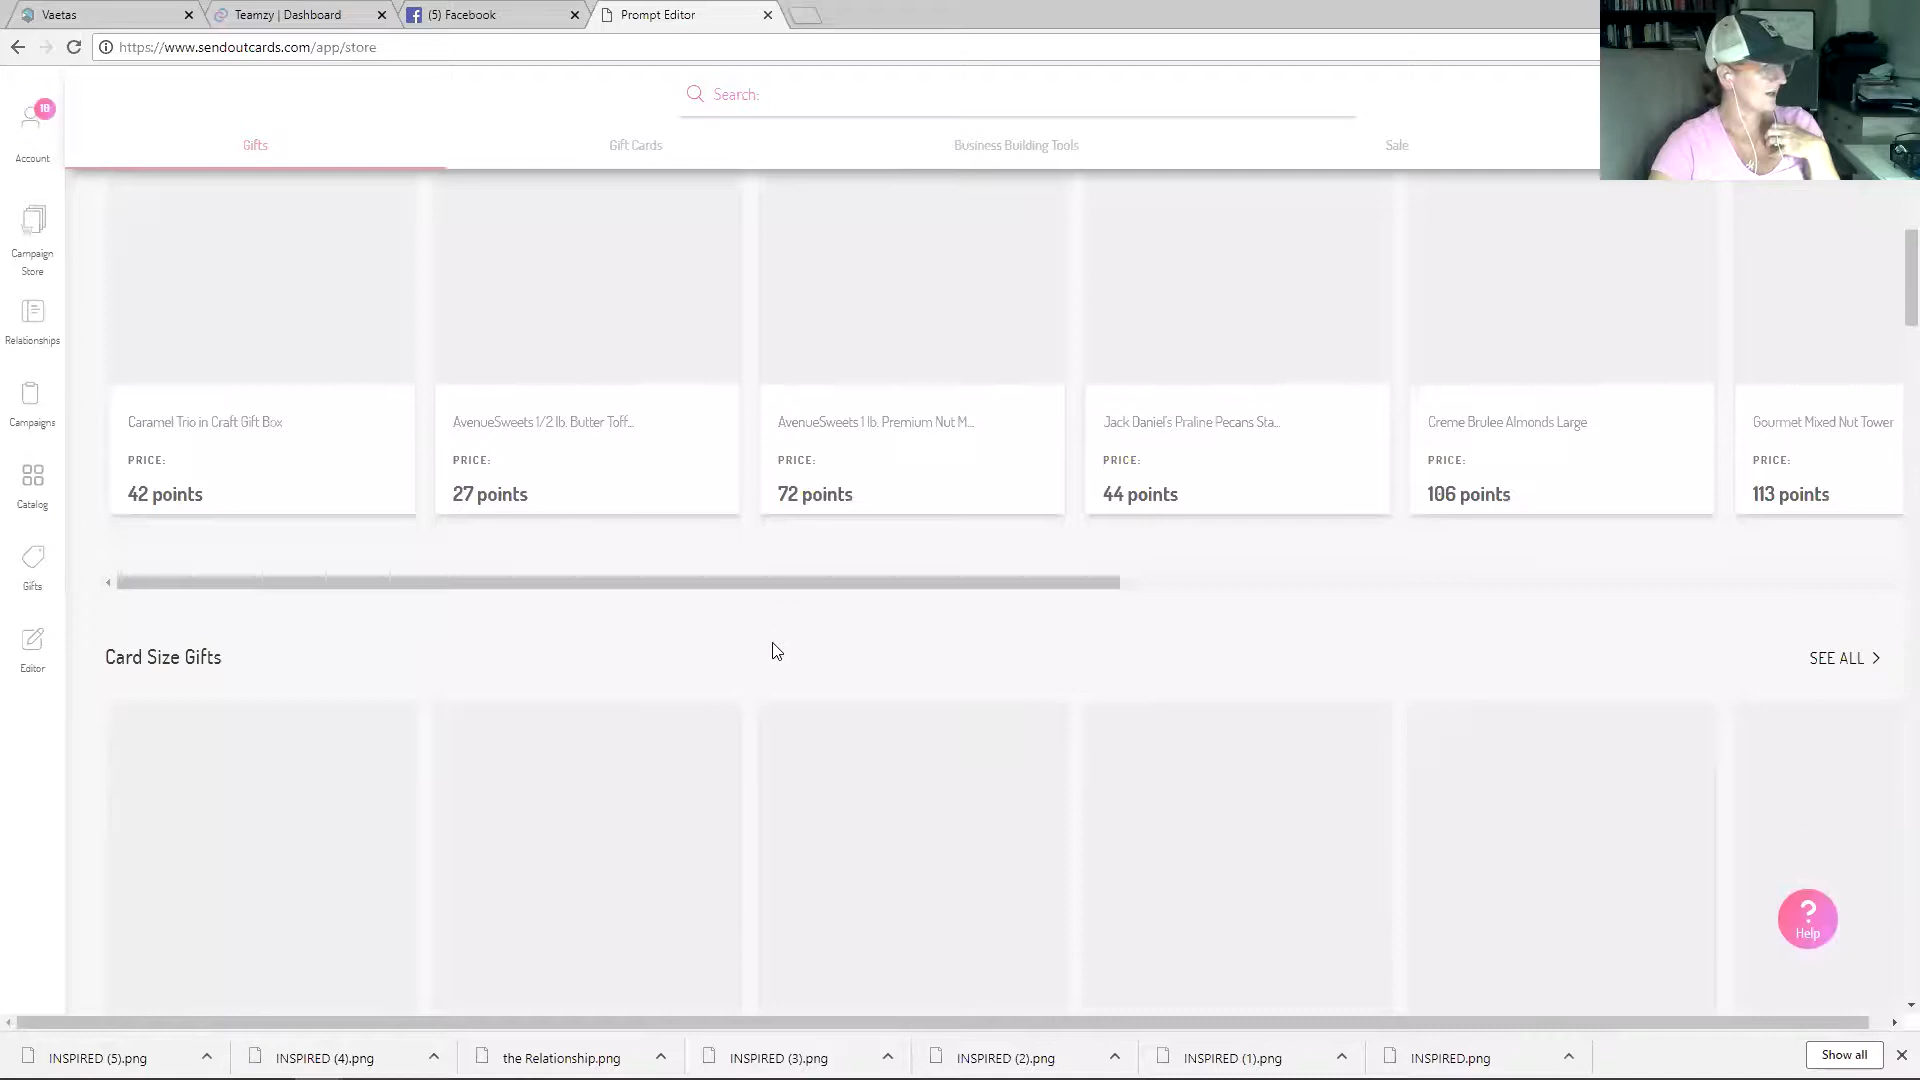 Vaetas
Teamzy | Dashboard
(5) Facebook
Prompt Editor
https://www.sendoutcards.com/app/store
Search:
Gifts
Gift Cards
Business Building Tools
Sale
10
Account
Campaign
Store
Relationships
Campaigns
Catalog
Gifts
Editor
Caramel Trio in Craft Gift Box
PRICE:
42 points
AvenueSweets 1/2 lb. Butter Toff...
PRICE:
27 points
AvenueSweets 1 lb. Premium Nut M...
PRICE:
72 points
Jack Daniel's Praline Pecans Sta...
PRICE:
44 points
Creme Brulee Almonds Large
PRICE:
106 points
Gourmet Mixed Nut Tower
PRICE:
113 points
Card Size Gifts
SEE ALL
?
Help
INSPIRED (5).png
INSPIRED (4).png
the Relationship.png
INSPIRED (3).png
INSPIRED (2).png
INSPIRED (1).png
INSPIRED.png
Show all